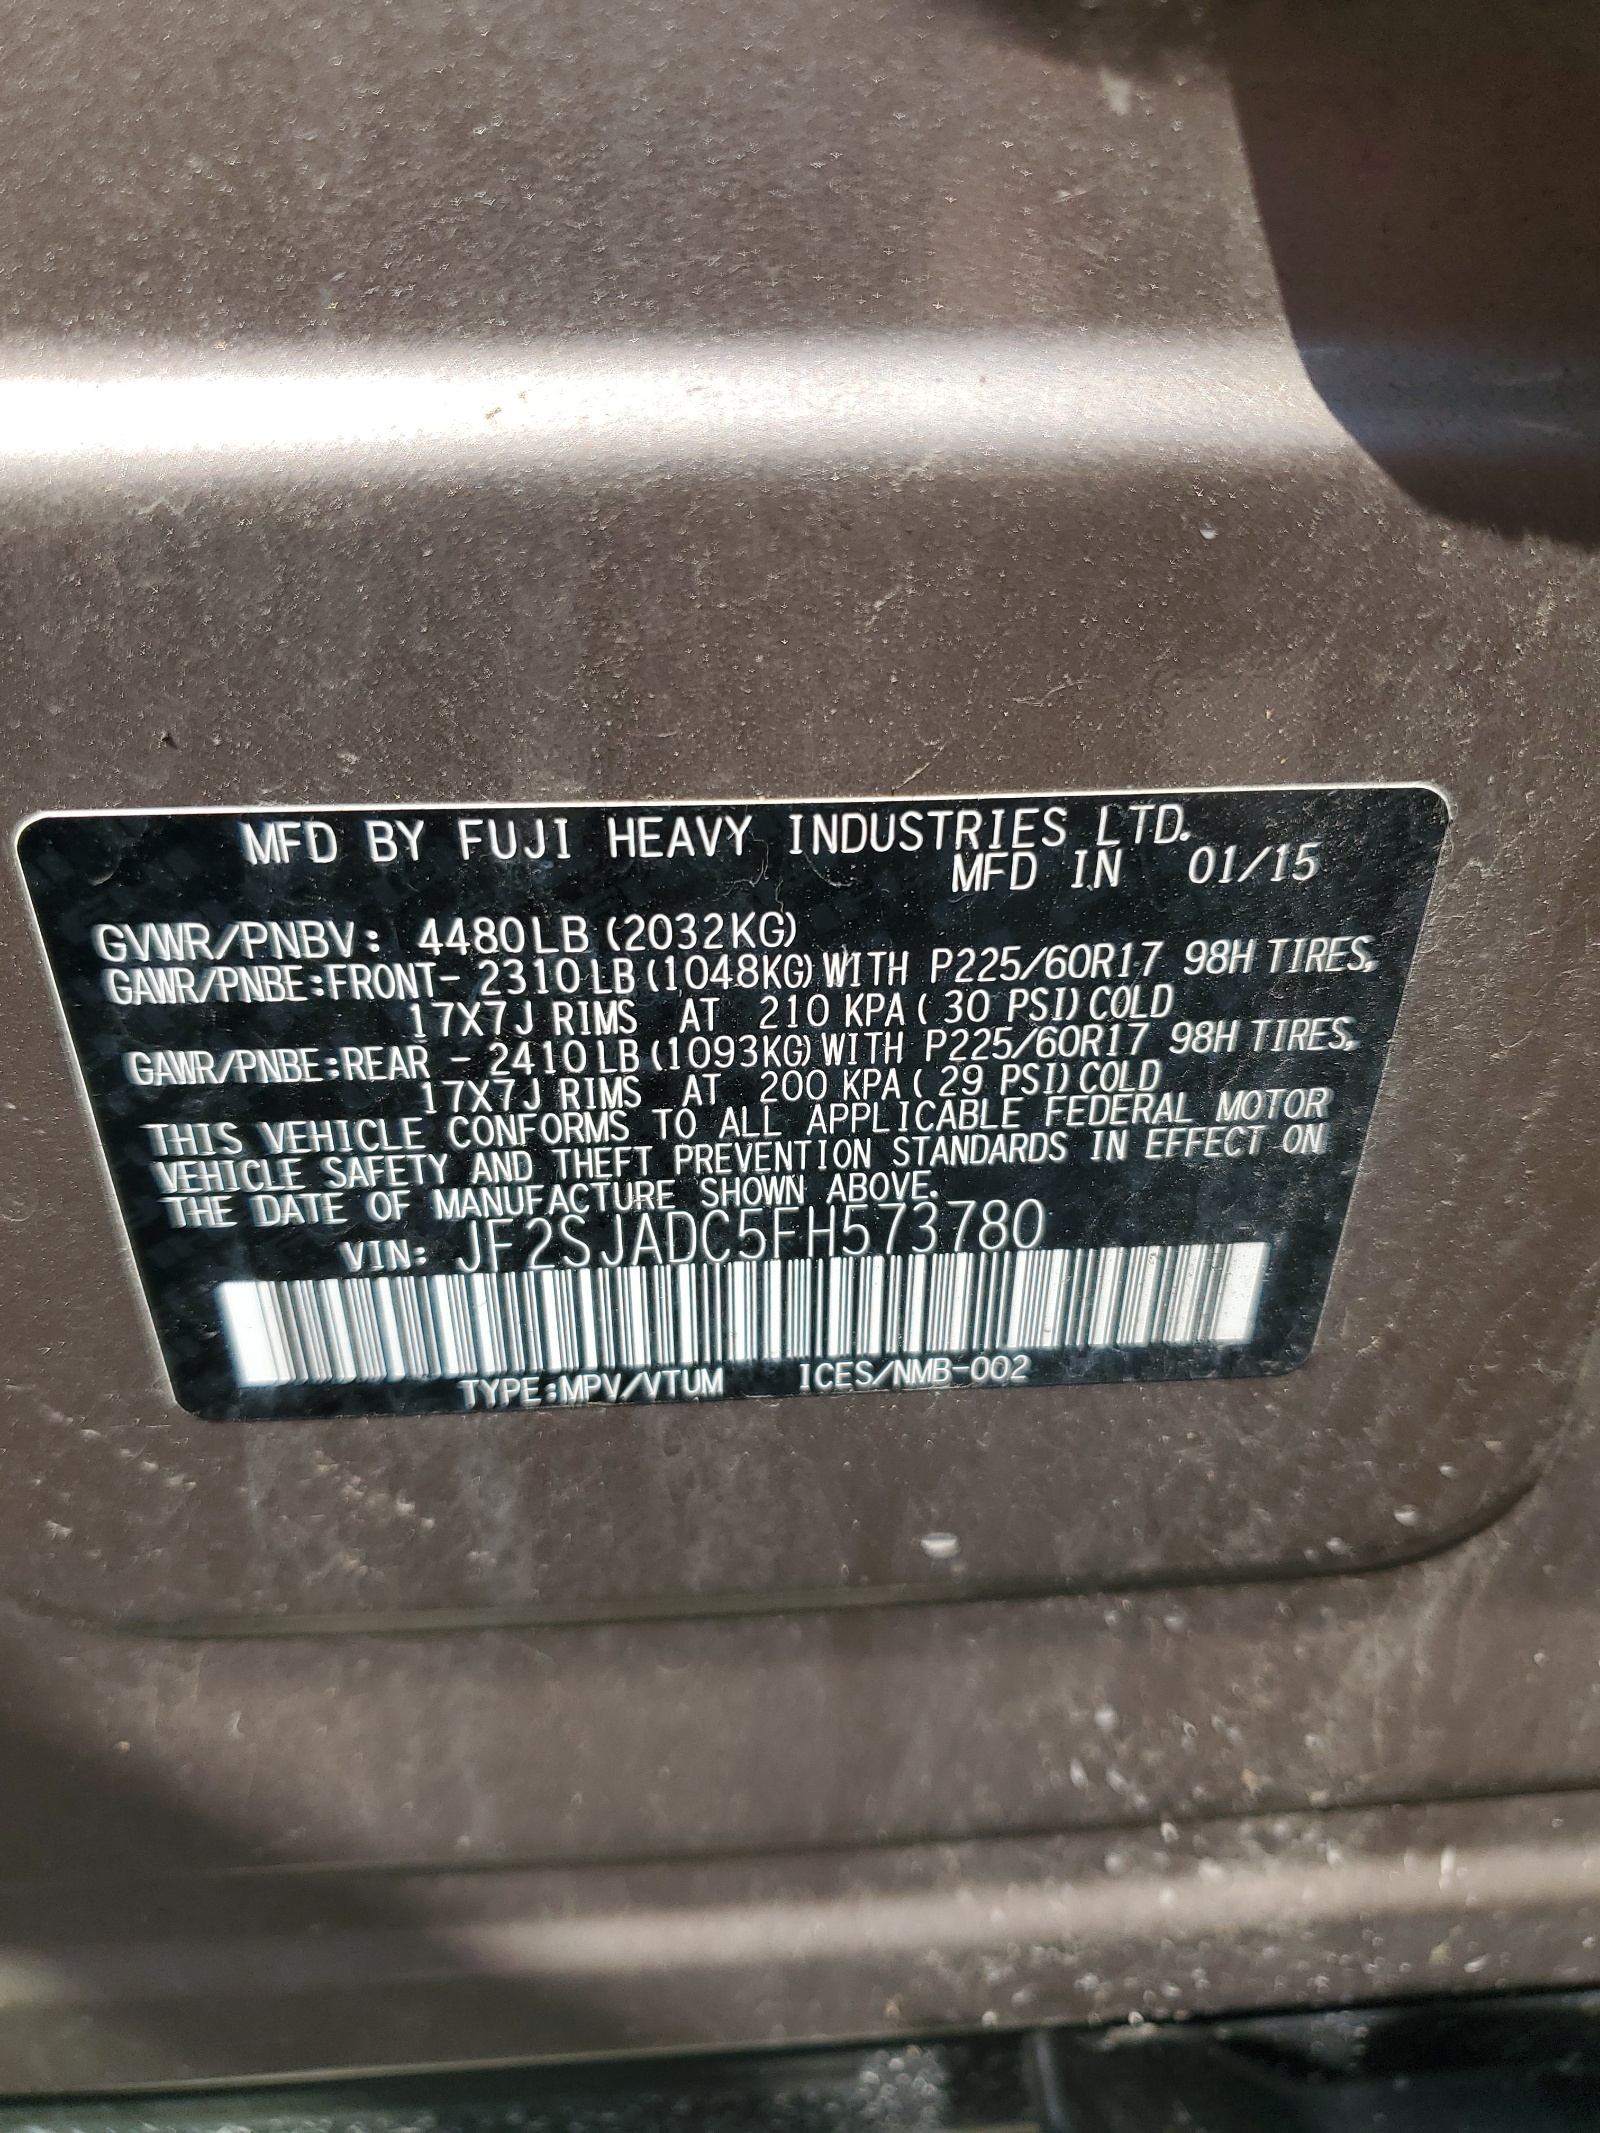 MFD BY FUJI HEAVY INDUSTRIES LTD.
MFD IN 01/15
GVWR/PNBV: 4480LB (2032KG)
GAWR/PNBE:FRONT- 2310LB (1048KG) WITH P225/60R17 98H TIRES,
17X7J RIMS AT 210 KPA( 30 PSI) COLD
GAWR/PNBE:REAR - 2410LB (1093KG) WITH P225/60R17 98H TIRES,
17X7J RIMS AT 200 KPA( 29 PSI) COLD
THIS VEHICLE CONFORMS TO ALL APPLICABLE FEDERAL MOTOR
VEHICLE SAFETY AND THEFT PREVENTION STANDARDS IN EFFECT ON
THE DATE OF MANUFACTURE SHOWN ABOVE.
VIN: JF2SJADC5FH573780
TYPE:MPV/VTUM ICES/NMB-002